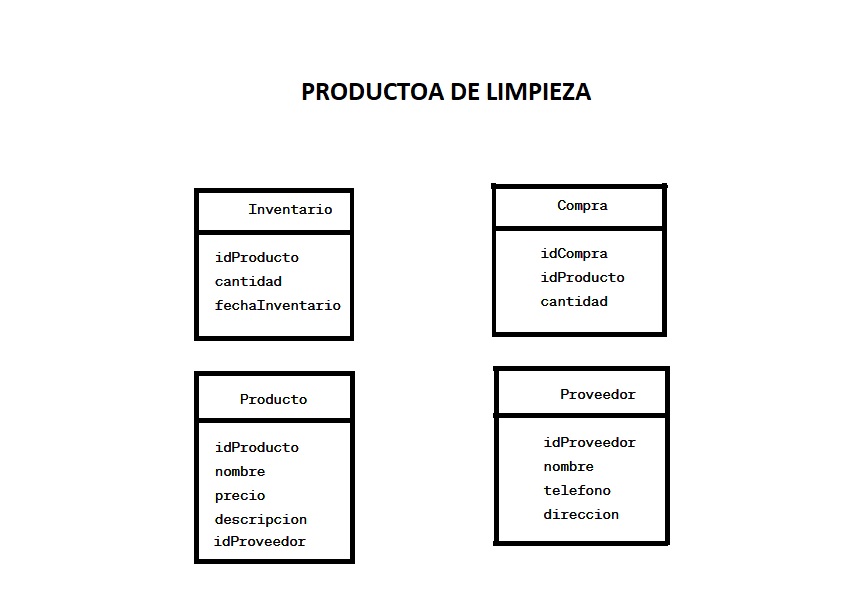 PRODUCTOA DE LIMPIEZA
Inventario
idProducto
cantidad
fechaInventario
Compra
idCompra
idProducto
cantidad
Producto
idProducto
nombre
precio
descripcion
idProveedor
Proveedor
idProveedor
nombre
telefono
direccion